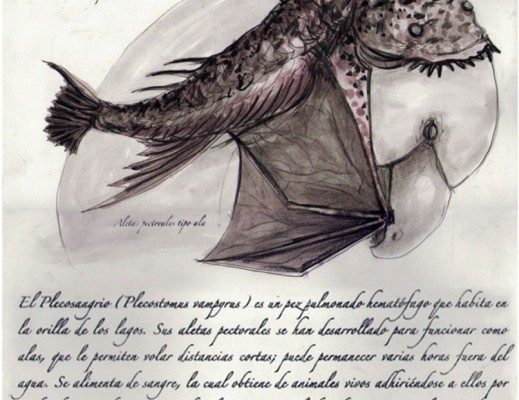 Aletas pectorales tipo ala
El Plecosangrio (Plecostomus vampyrus) es un pez pulmonado hematófugo que habita en
la orilla de los lagos. Sus aletas pectorales se han desarrollado para funcionar como
alas, que le permiten volar distancias cortas; puede permanecer varias horas fuera del
agua. Se alimenta de sangre, la cual obtiene de animales vivos adhiriéndose a ellos por